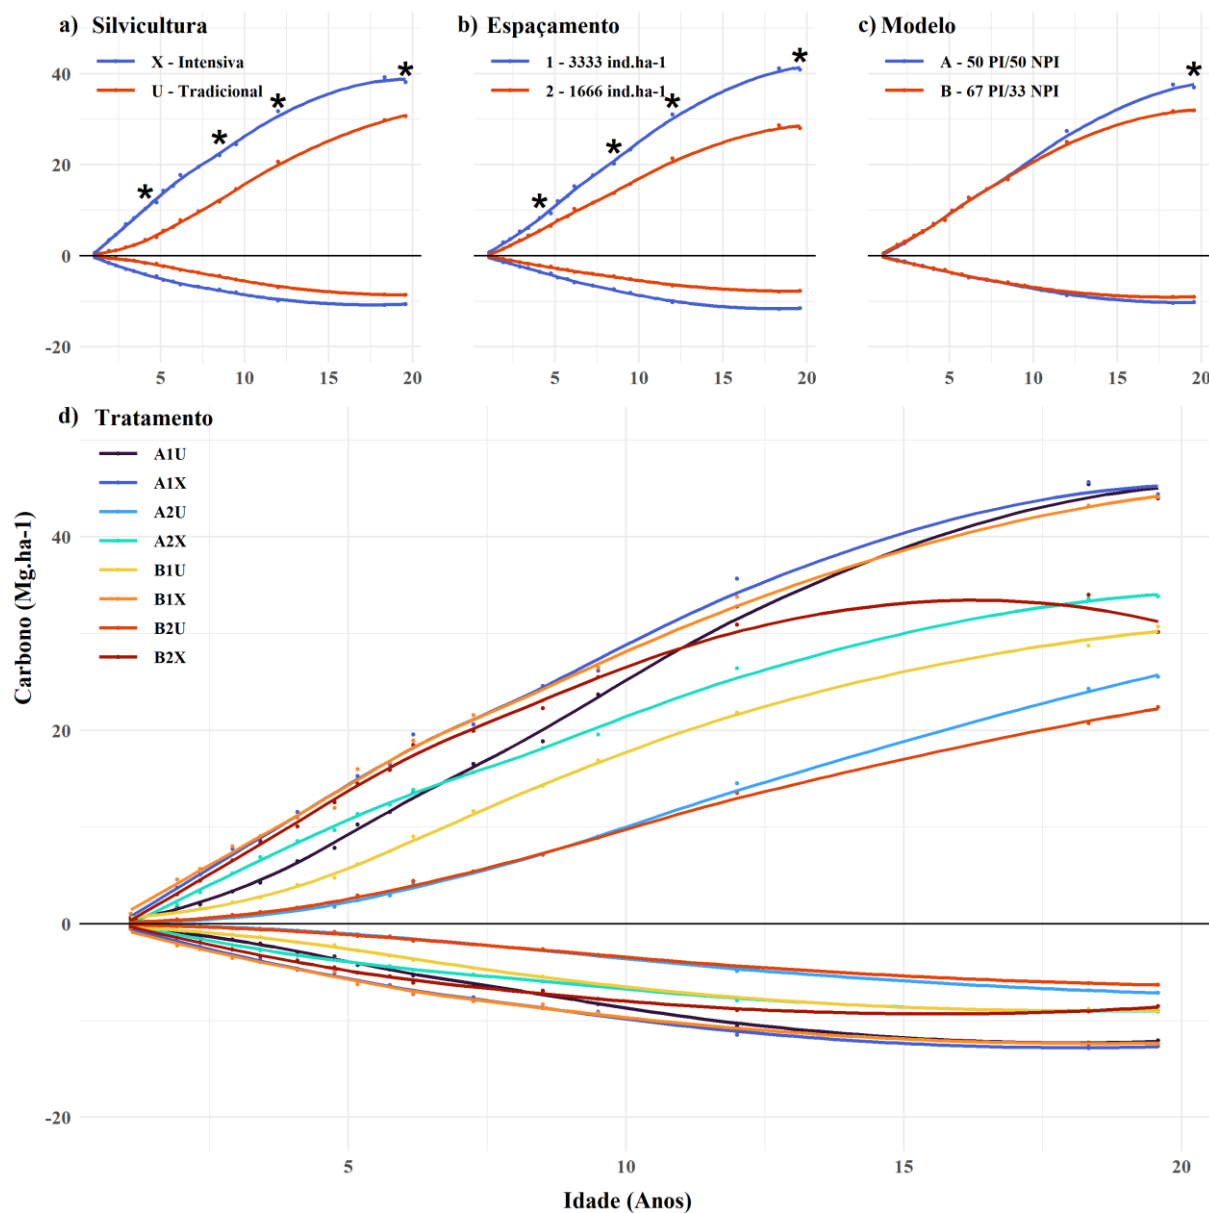 a) Silvicultura
X - Intensiva
U - Tradicional
b) Espaçamento
1 - 3333 ind.ha-1
2 - 1666 ind.ha-1
c) Modelo
A - 50 PI/50 NPI
B - 67 PI/33 NPI
40
20
0
-20
* * * *
* * * *
*
5 10 15 20
5 10 15 20
5 10 15 20
d) Tratamento
A1U
A1X
A2U
A2X
B1U
B1X
B2U
B2X
Carbono (Mg.ha-1)
40
20
0
-20
5 10 15 20
Idade (Anos)